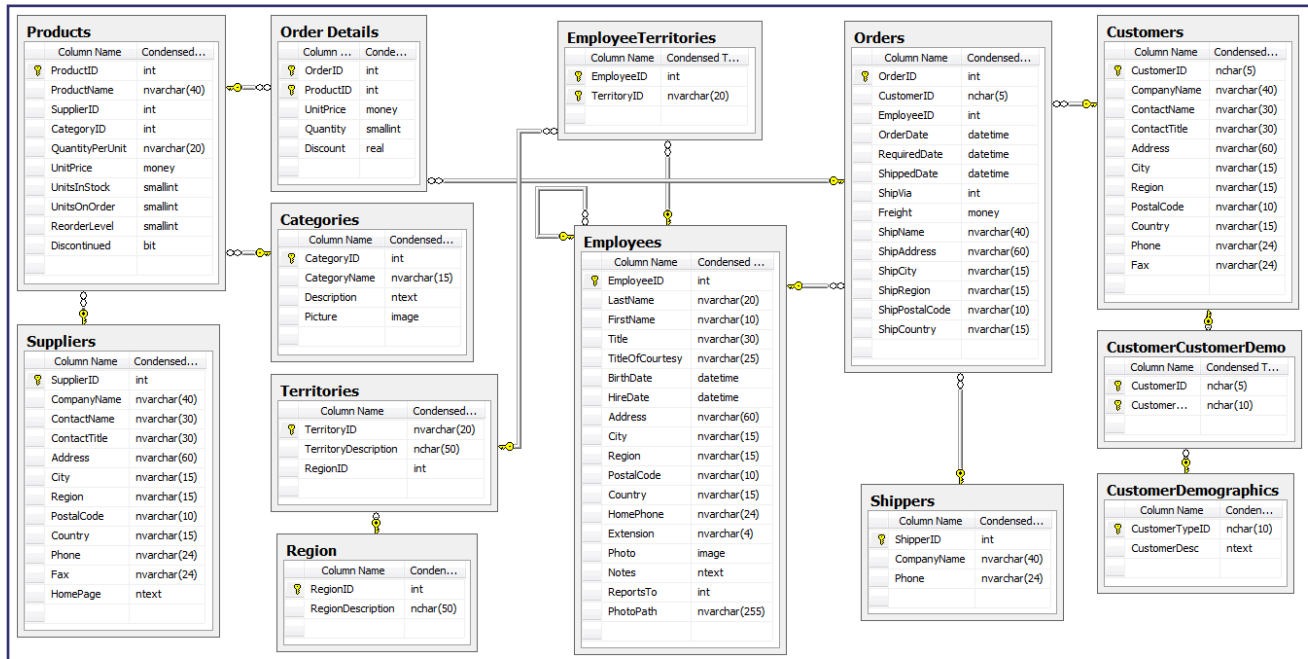 Products
Column Name Condensed...
ProductID int
ProductName nvarchar(40)
SupplierID int
CategoryID int
QuantityPerUnit nvarchar(20)
UnitPrice money
UnitsInStock smallint
UnitsOnOrder smallint
ReorderLevel smallint
Discontinued bit
Order Details
Column ... Conde...
OrderID int
ProductID int
UnitPrice money
Quantity smallint
Discount real
EmployeeTerritories
Column Name Condensed T...
EmployeeID int
TerritoryID nvarchar(20)
Orders
Column Name Condensed...
OrderID int
CustomerID nchar(5)
EmployeeID int
OrderDate datetime
RequiredDate datetime
ShippedDate datetime
ShipVia int
Freight money
ShipName nvarchar(40)
ShipAddress nvarchar(60)
ShipCity nvarchar(15)
ShipRegion nvarchar(15)
ShipPostalCode nvarchar(10)
ShipCountry nvarchar(15)
Customers
Column Name Condensed...
CustomerID nchar(5)
CompanyName nvarchar(40)
ContactName nvarchar(30)
ContactTitle nvarchar(30)
Address nvarchar(60)
City nvarchar(15)
Region nvarchar(15)
PostalCode nvarchar(10)
Country nvarchar(15)
Phone nvarchar(24)
Fax nvarchar(24)
Categories
Column Name Condensed...
CategoryID int
CategoryName nvarchar(15)
Description ntext
Picture image
Employees
Column Name Condensed ...
EmployeeID int
LastName nvarchar(20)
FirstName nvarchar(10)
Title nvarchar(30)
TitleOfCourtesy nvarchar(25)
BirthDate datetime
HireDate datetime
Address nvarchar(60)
City nvarchar(15)
Region nvarchar(15)
PostalCode nvarchar(10)
Country nvarchar(15)
HomePhone nvarchar(24)
Extension nvarchar(4)
Photo image
Notes ntext
ReportsTo int
PhotoPath nvarchar(255)
Suppliers
Column Name Condensed...
SupplierID int
CompanyName nvarchar(40)
ContactName nvarchar(30)
ContactTitle nvarchar(30)
Address nvarchar(60)
City nvarchar(15)
Region nvarchar(15)
PostalCode nvarchar(10)
Country nvarchar(15)
Phone nvarchar(24)
Fax nvarchar(24)
HomePage ntext
Territories
Column Name Condensed...
TerritoryID nvarchar(20)
TerritoryDescription nchar(50)
RegionID int
Region
Column Name Conden...
RegionID int
RegionDescription nchar(50)
Shippers
Column Name Condensed...
ShipperID int
CompanyName nvarchar(40)
Phone nvarchar(24)
CustomerCustomerDemo
Column Name Condensed T...
CustomerID nchar(5)
Customer... nchar(10)
CustomerDemographics
Column Name Conden...
CustomerTypeID nchar(10)
CustomerDesc ntext